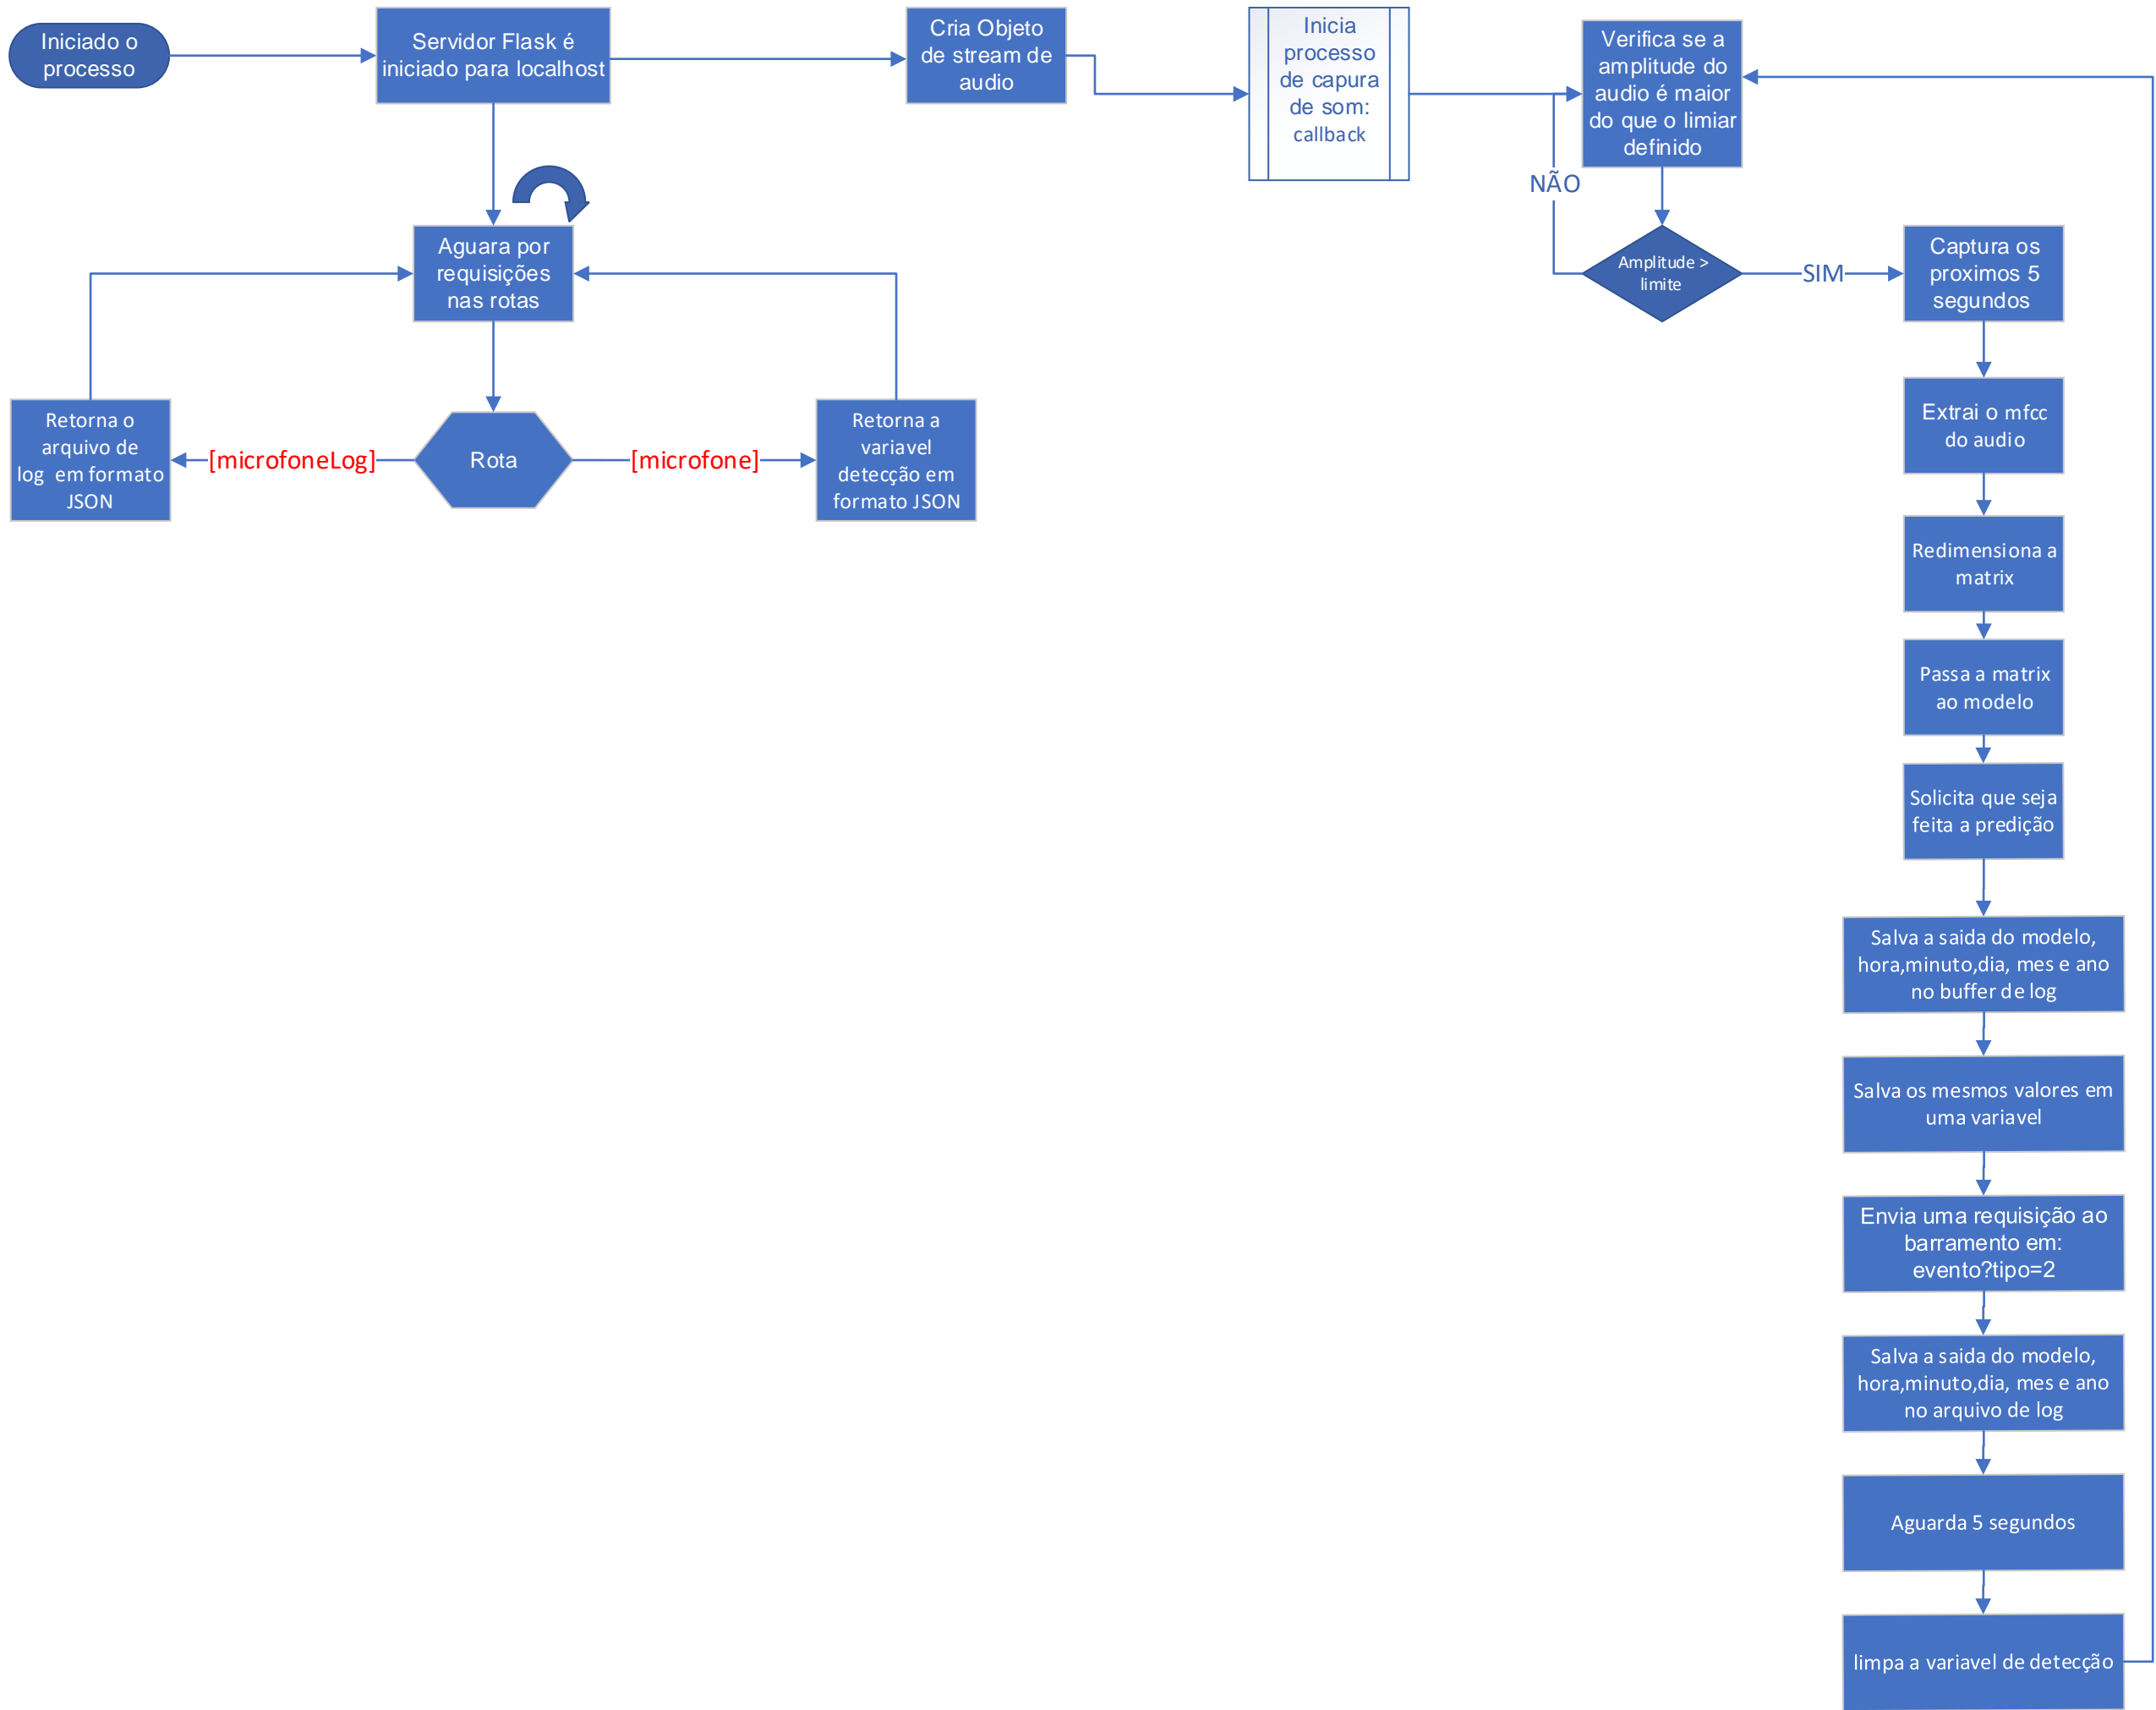 Iniciado o
processo
Servidor Flask é
iniciado para localhost
Cria Objeto
de stream de
audio
Inicia
processo
de capura
de som:
callback
Verifica se a
amplitude do
audio é maior
do que o limiar
definido
NÃO
Amplitude >
limite
SIM
Captura os
proximos 5
segundos
Aguara por
requisições
nas rotas
Retorna o
arquivo de
log em formato
JSON
[microfoneLog]
Rota
[microfone]
Retorna a
variavel
detecção em
formato JSON
Extrai o mfcc
do audio
Redimensiona a
matrix
Passa a matrix
ao modelo
Solicita que seja
feita a predição
Salva a saida do modelo,
hora,minuto,dia, mes e ano
no buffer de log
Salva os mesmos valores em
uma variavel
Envia uma requisição ao
barramento em:
evento?tipo=2
Salva a saida do modelo,
hora,minuto,dia, mes e ano
no arquivo de log
Aguarda 5 segundos
limpa a variavel de detecção